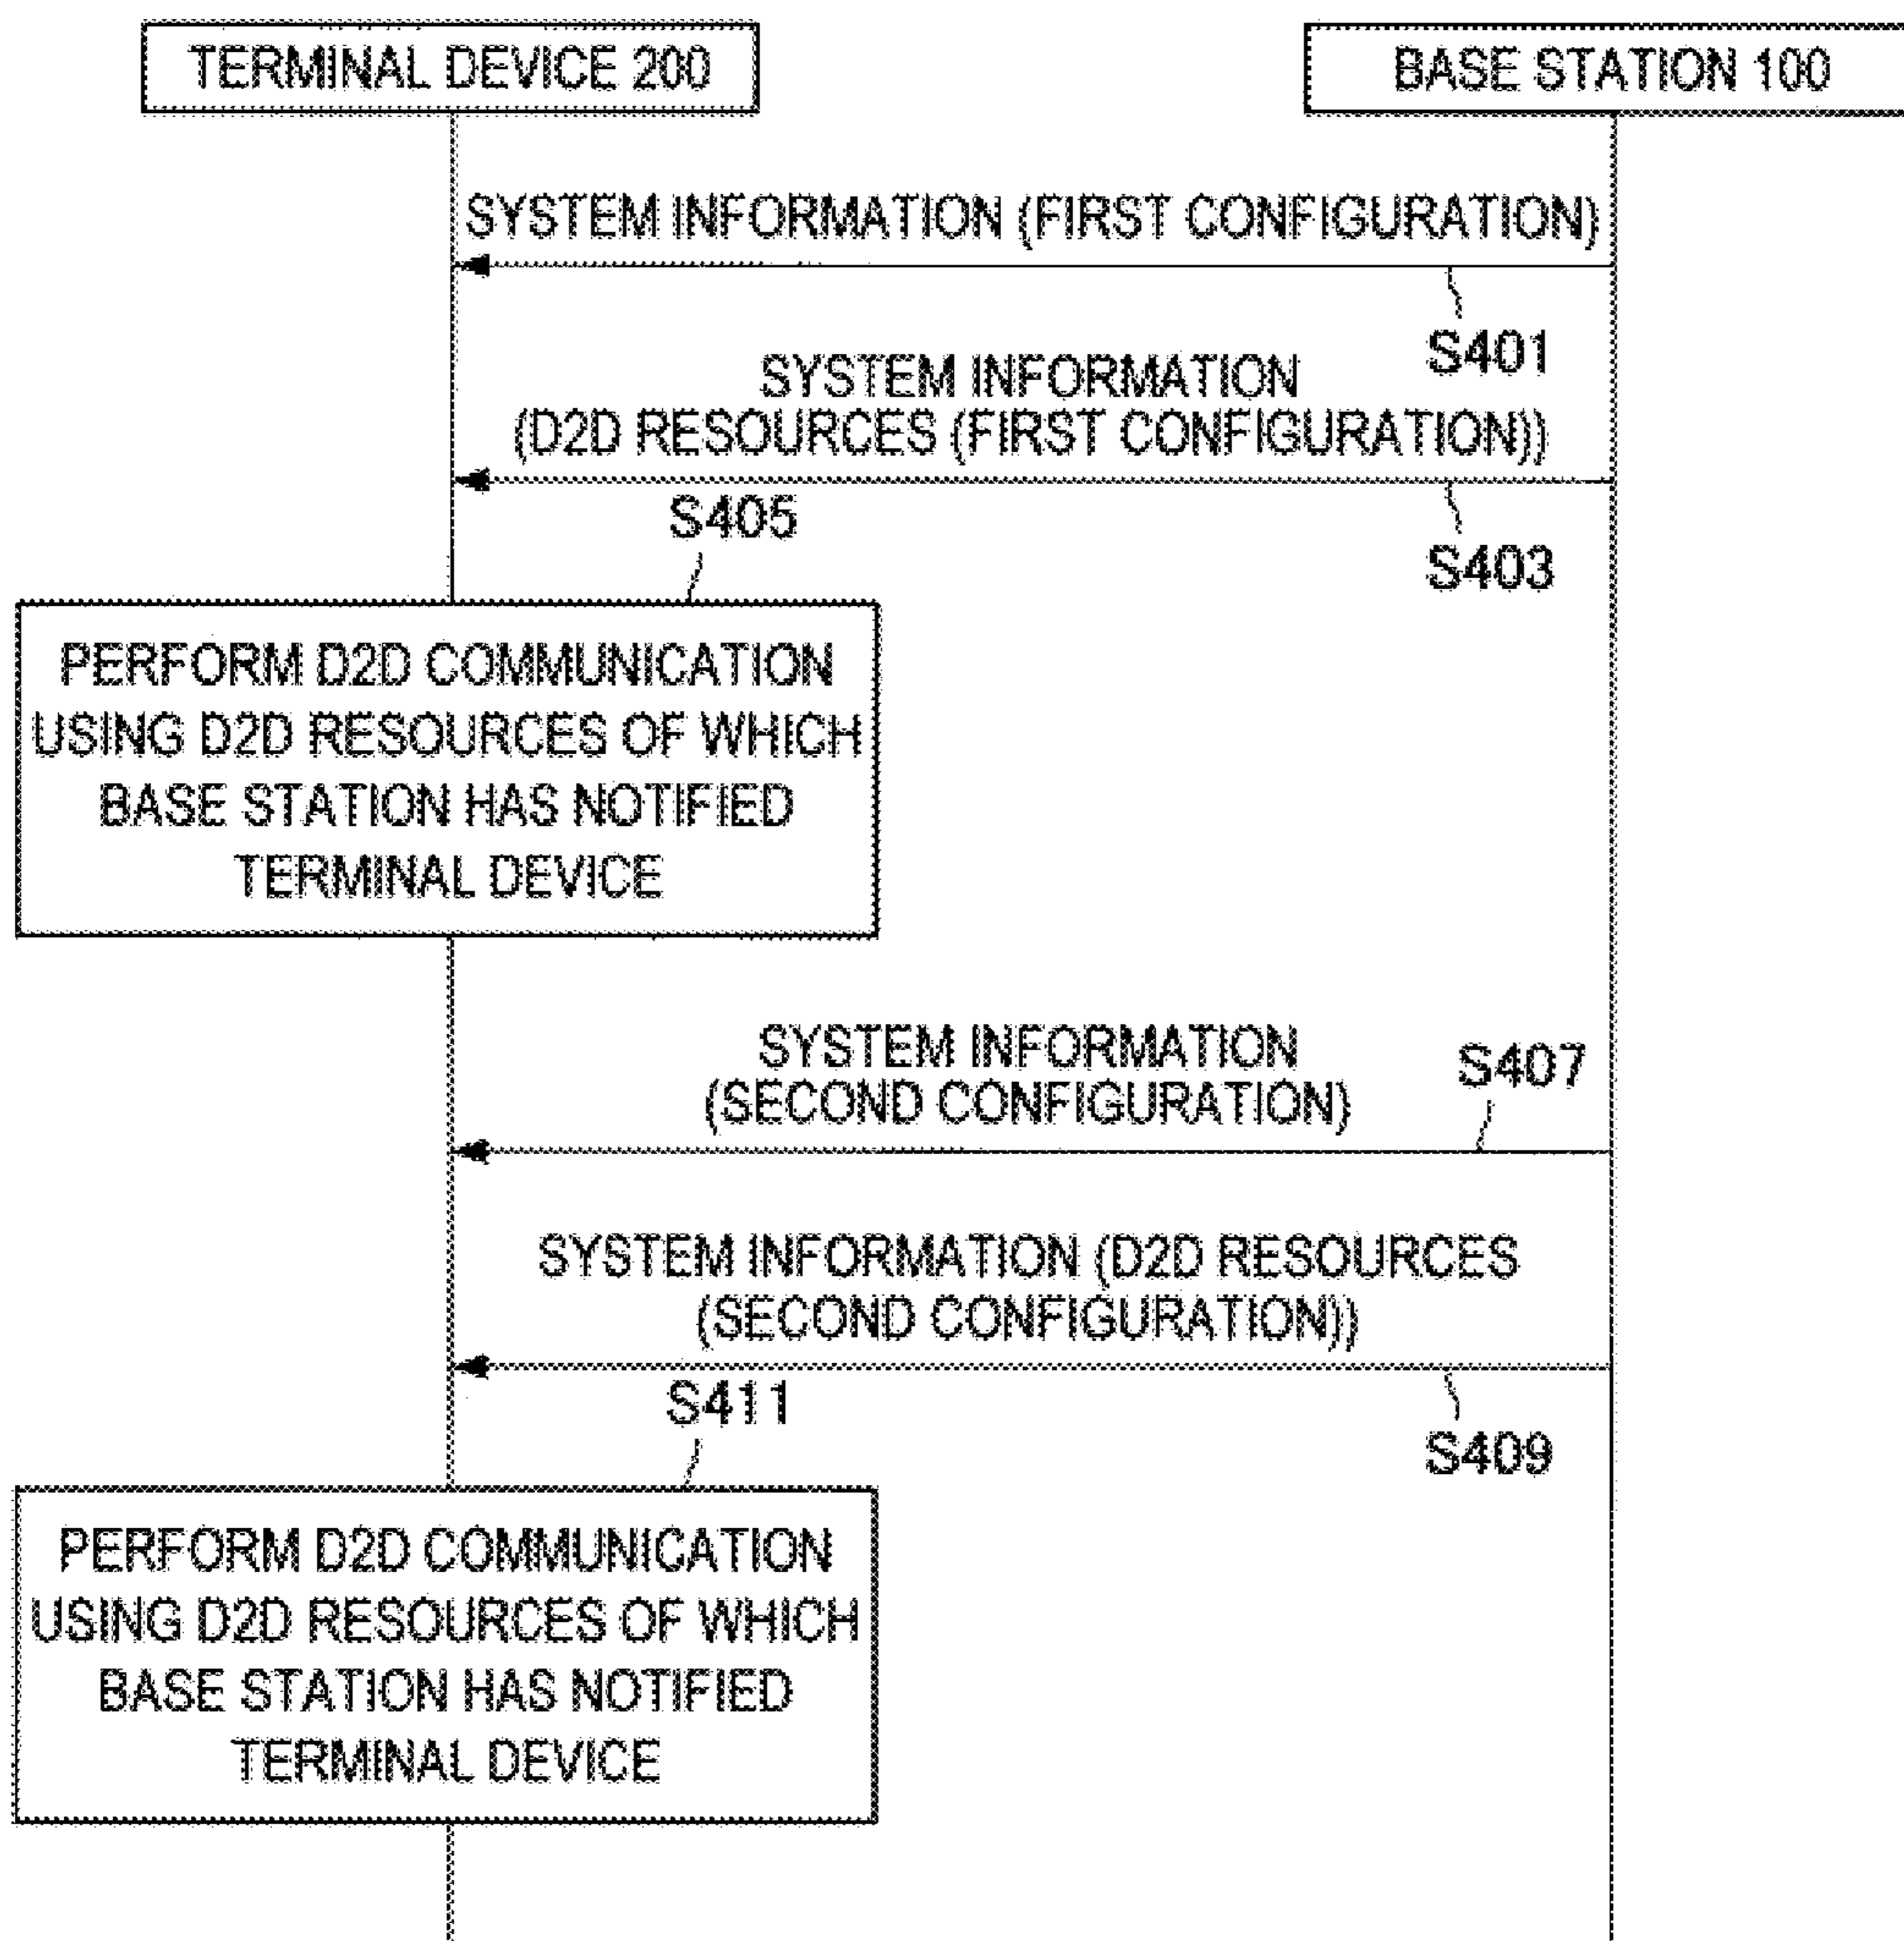 TERMINAL DEVICE 200
BASE STATION 100
SYSTEM INFORMATION (FIRST CONFIGURATION)
S401
SYSTEM INFORMATION
(D2D RESOURCES (FIRST CONFIGURATION))
S405
S403
PERFORM D2D COMMUNICATION
USING D2D RESOURCES OF WHICH
BASE STATION HAS NOTIFIED
TERMINAL DEVICE
SYSTEM INFORMATION
(SECOND CONFIGURATION)
S407
SYSTEM INFORMATION (D2D RESOURCES
(SECOND CONFIGURATION))
S411
S409
PERFORM D2D COMMUNICATION
USING D2D RESOURCES OF WHICH
BASE STATION HAS NOTIFIED
TERMINAL DEVICE